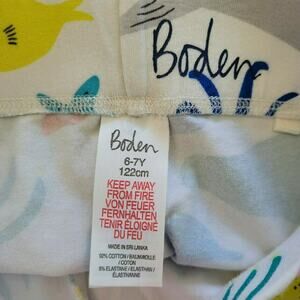 Boden
Boden
6-7Y
122cm
KEEP AWAY
FROM FIRE
VON FEUER
FERNHALTEN
TENIR ÉLOIGNÉ
DU FEU
MADE IN SRI LANKA
92% COTTON / BAUMWOLLE
/ COTON
8% ELASTANE / ELASTHAN /
ÉLASTHANNE